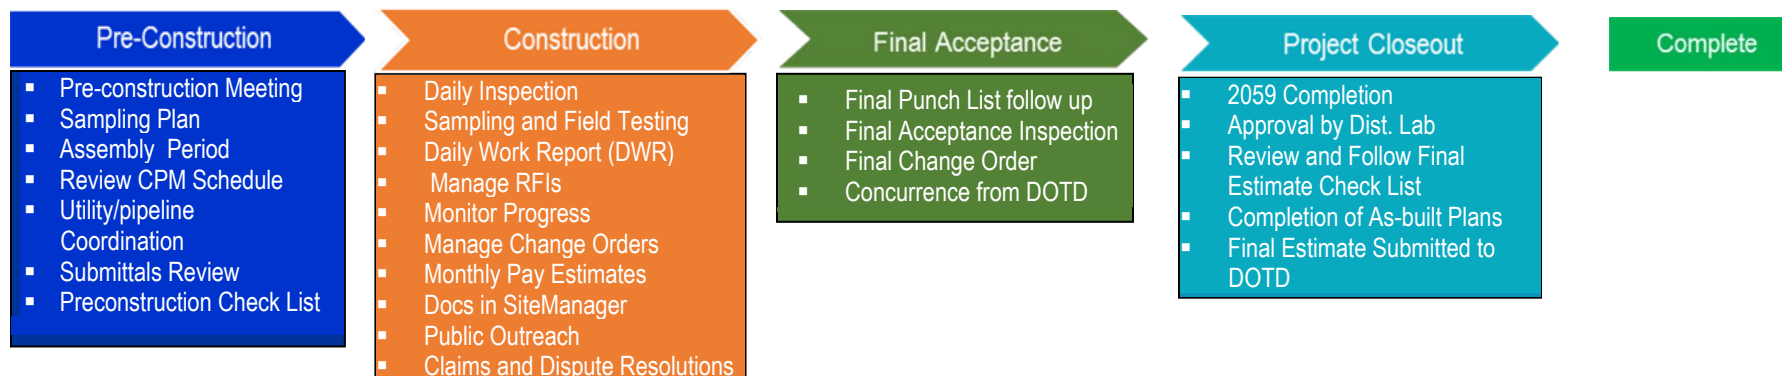 Pre-Construction
Pre-construction Meeting
Sampling Plan
Assembly Period
Review CPM Schedule
Utility/pipeline
Coordination
Submittals Review
Preconstruction Check List
Construction
Daily Inspection
Sampling and Field Testing
Daily Work Report (DWR)
Manage RFIs
Monitor Progress
Manage Change Orders
Monthly Pay Estimates
Docs in SiteManager
Public Outreach
Claims and Dispute Resolutions
Final Acceptance
Final Punch List follow up
Final Acceptance Inspection
Final Change Order
Concurrence from DOTD
Project Closeout
2059 Completion
Approval by Dist. Lab
Review and Follow Final
Estimate Check List
Completion of As-built Plans
Final Estimate Submitted to
DOTD
Complete